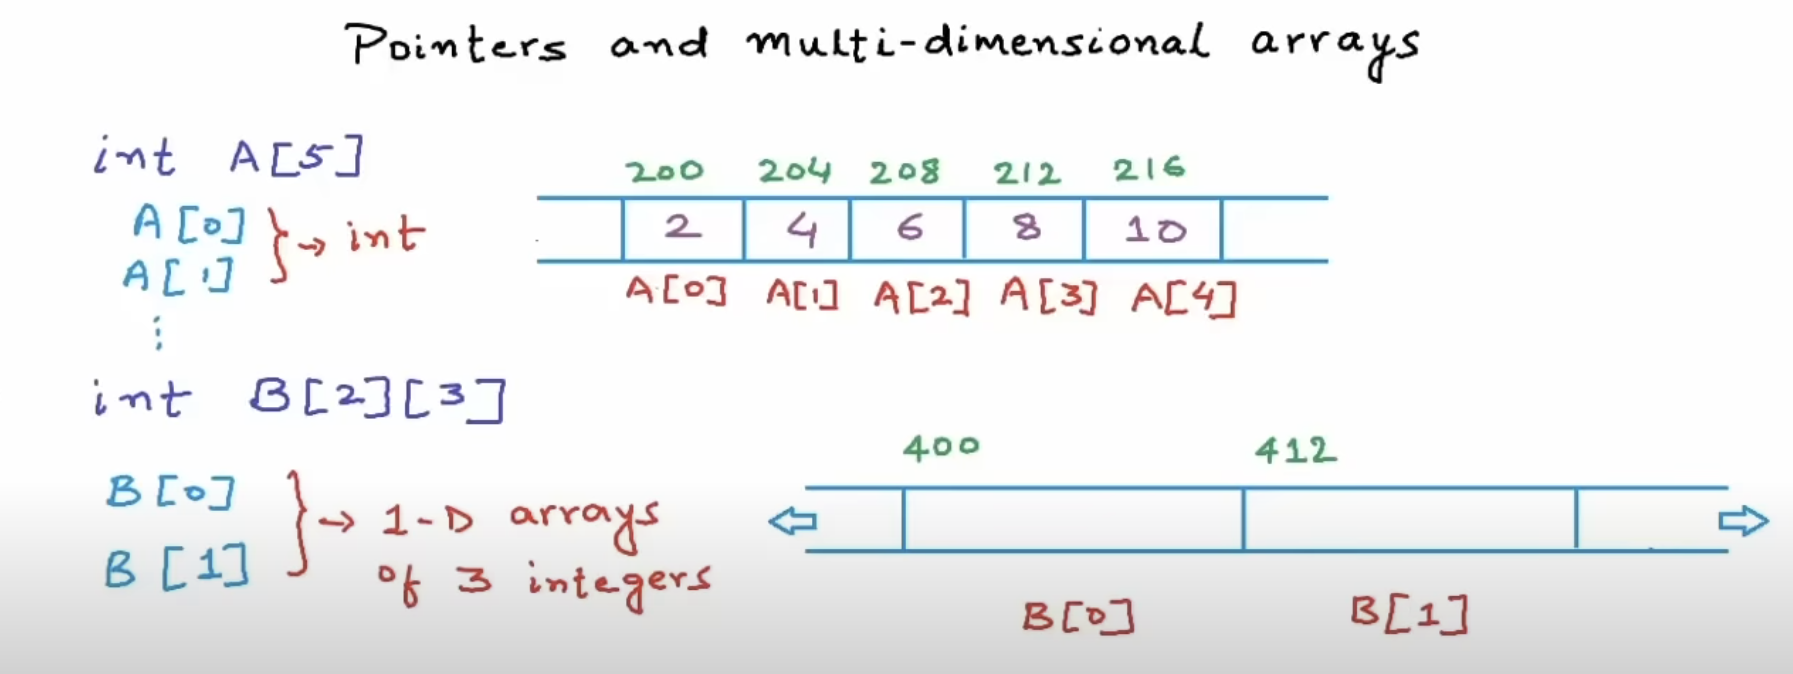 Pointers and multi-dimensional arrays
int A[5]
200 204 208 212 216
A[0]
A[1]
→ int
2 4 6 8 10
A[0] A[1] A[2] A[3] A[4]
⋮
int B[2][3]
400 412
B[0]
B[1]
→ 1-D arrays
of 3 integers
B[0] B[1]